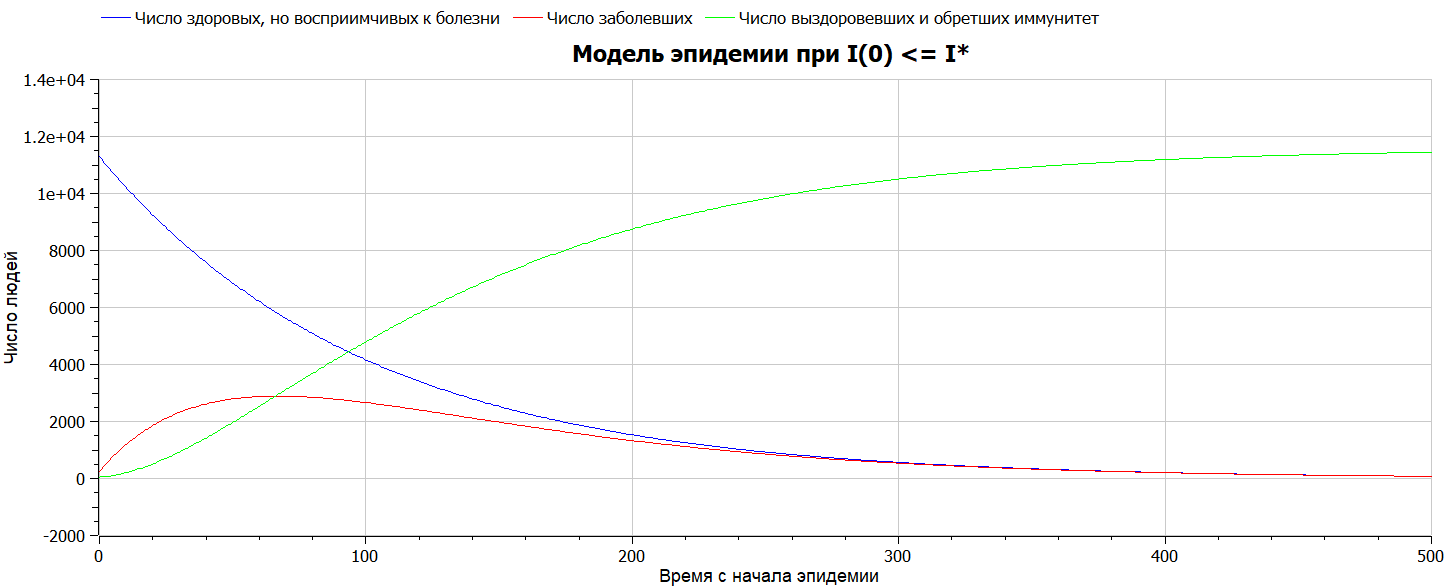 Число здоровых, но восприимчивых к болезни Число заболевших Число выздоровевших и обретших иммунитет
Модель эпидемии при I(0) <= I*
1.4e+04
1.2e+04
1e+04
8000
6000
4000
2000
0
-2000
Число людей
0 100 200 300 400 500
Время с начала эпидемии